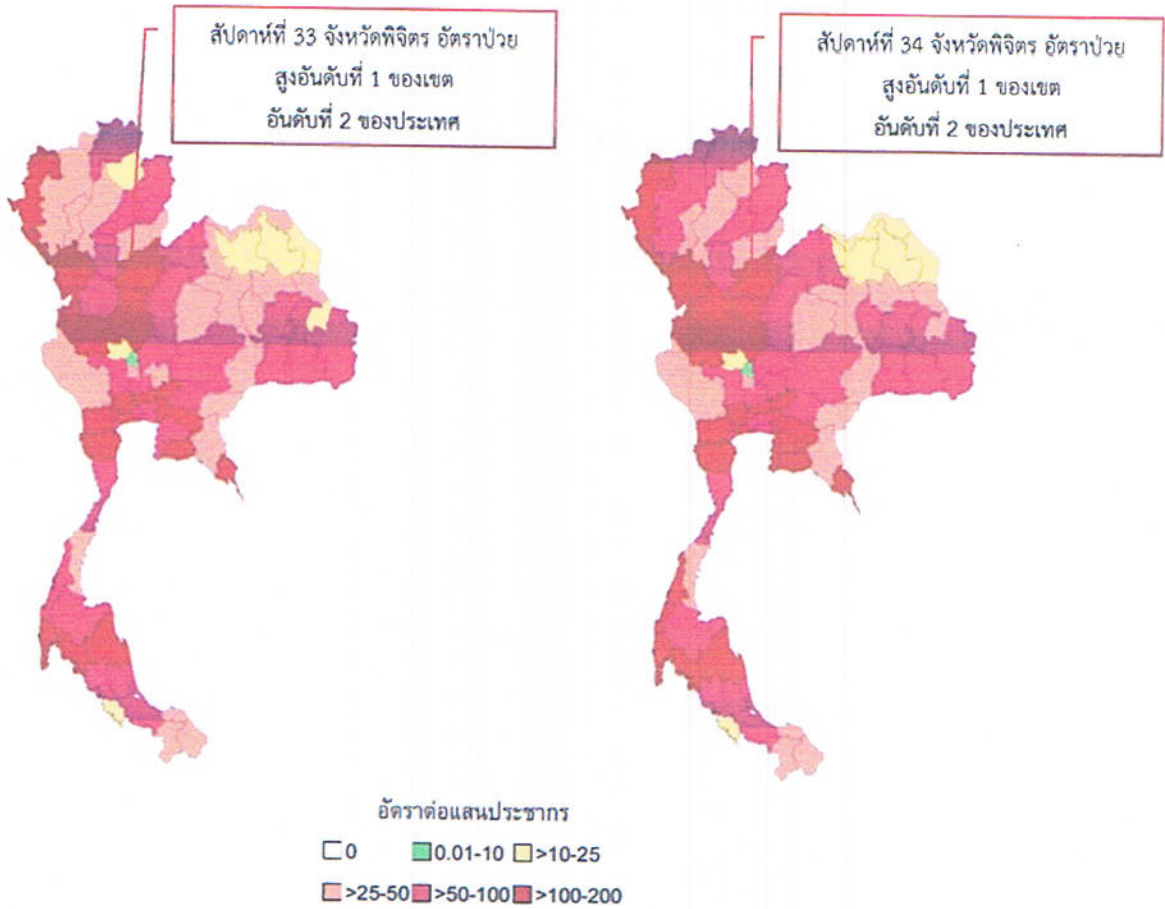 สัปดาห์ที่ 33 จังหวัดพิจิตร อัตราป่วย
สูงอันดับที่ 1 ของเขต
อันดับที่ 2 ของประเทศ
สัปดาห์ที่ 34 จังหวัดพิจิตร อัตราป่วย
สูงอันดับที่ 1 ของเขต
อันดับที่ 2 ของประเทศ
อัตราต่อแสนประชากร
0 0.01-10 >10-25
>25-50 >50-100 >100-200